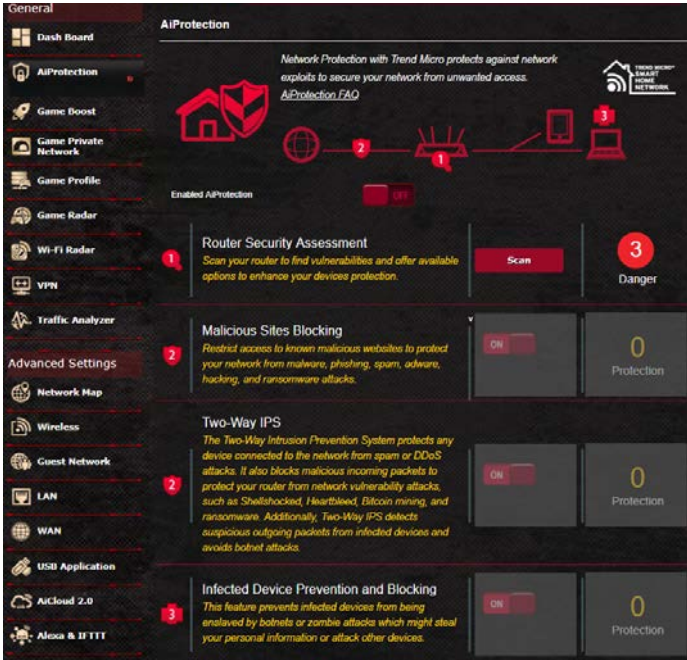 General
Dash Board
AiProtection
Game Boost
Game Private
Network
Game Profile
Game Radar
Wi-Fi Radar
VPN
Traffic Analyzer
Advanced Settings
Network Map
Wireless
Guest Network
LAN
WAN
USB Application
AiCloud 2.0
Alexa & IFTTT
AiProtection
Network Protection with Trend Micro protects against network
exploits to secure your network from unwanted access.
AiProtection FAQ
TREND MICRO™
SMART
HOME
NETWORK
3
2
1
Enabled AiProtection
OFF
1
Router Security Assessment
Scan your router to find vulnerabilities and offer available
options to enhance your devices protection.
Scan
3
Danger
2
Malicious Sites Blocking
Restrict access to known malicious websites to protect
your network from malware, phishing, spam, adware,
hacking, and ransomware attacks.
v
ON
0
Protection
2
Two-Way IPS
The Two-Way Intrusion Prevention System protects any
device connected to the network from spam or DDoS
attacks. It also blocks malicious incoming packets to
protect your router from network vulnerability attacks,
such as Shellshocked, Heartbleed, Bitcoin mining, and
ransomware. Additionally, Two-Way IPS detects
suspicious outgoing packets from infected devices and
avoids botnet attacks.
ON
0
Protection
3
Infected Device Prevention and Blocking
This feature prevents infected devices from being
enslaved by botnets or zombie attacks which might steal
your personal information or attack other devices.
ON
0
Protection